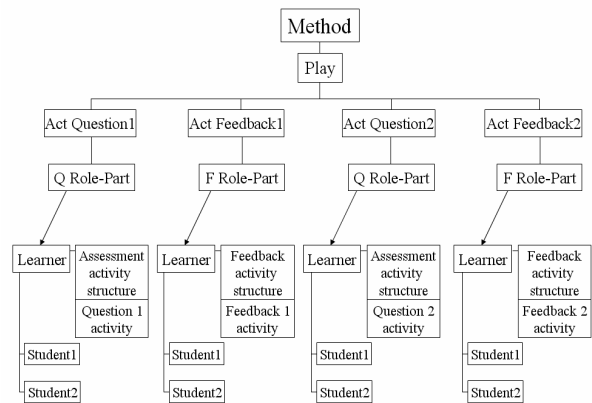 Method
Play
Act Question1
Act Feedback1
Act Question2
Act Feedback2
Q Role-Part
F Role-Part
Q Role-Part
F Role-Part
Learner
Assessment
activity
structure
Question 1
activity
Student1
Student2
Learner
Feedback
activity
structure
Feedback 1
activity
Student1
Student2
Learner
Assessment
activity
structure
Question 2
activity
Student1
Student2
Learner
Feedback
activity
structure
Feedback 2
activity
Student1
Student2